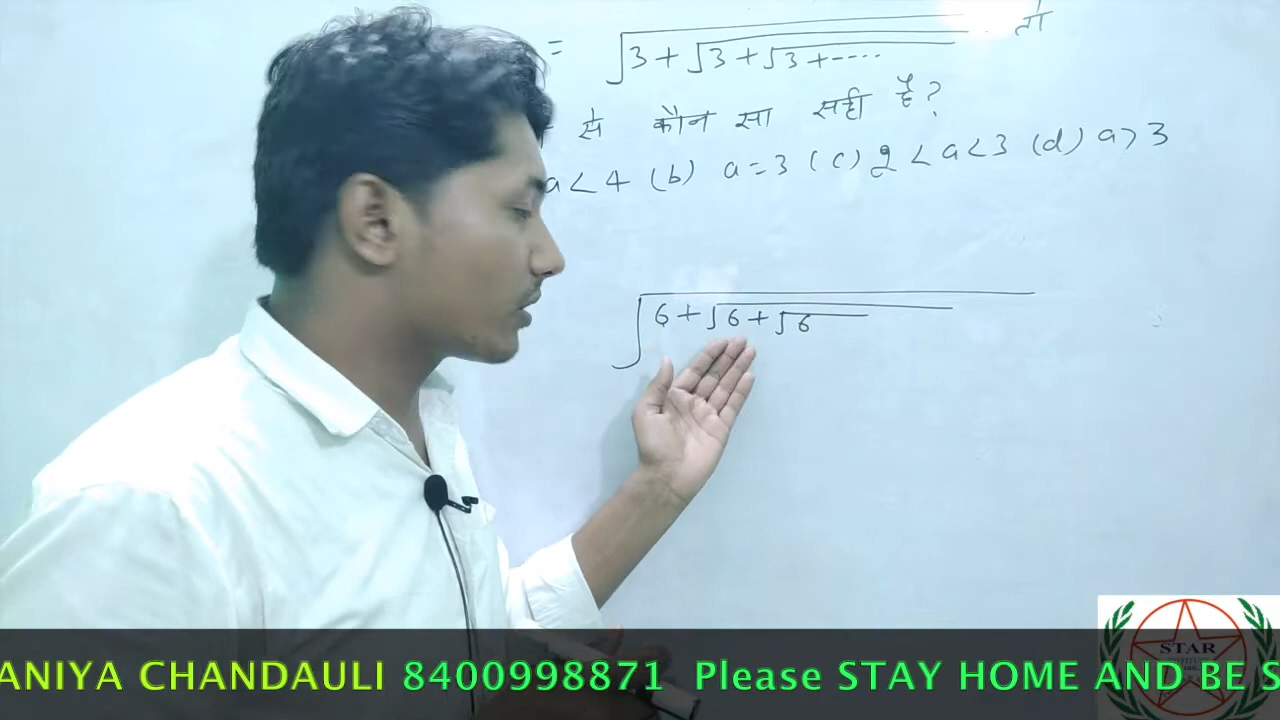 = √3+√3+√3+---- तो
से कौन सा सही है?
a<4 (b) a=3 (c) 2<a<3 (d) a>3
√6+√6+√6
STAR
ANIYA CHANDAULI 8400998871 Please STAY HOME AND BE S